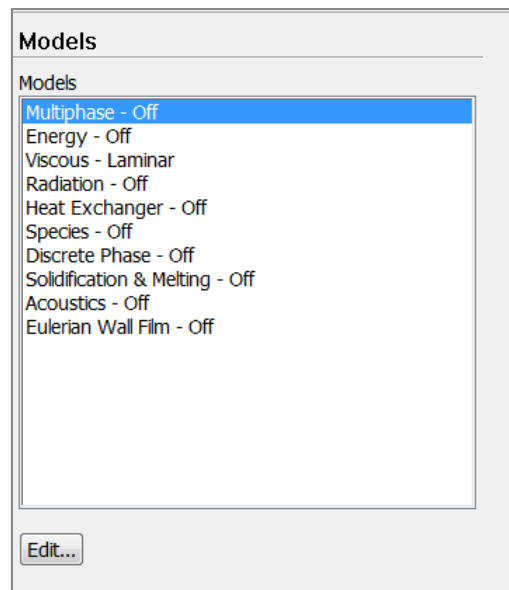 Models
Models
Multiphase - Off
Energy - Off
Viscous - Laminar
Radiation - Off
Heat Exchanger - Off
Species - Off
Discrete Phase - Off
Solidification & Melting - Off
Acoustics - Off
Eulerian Wall Film - Off
Edit...